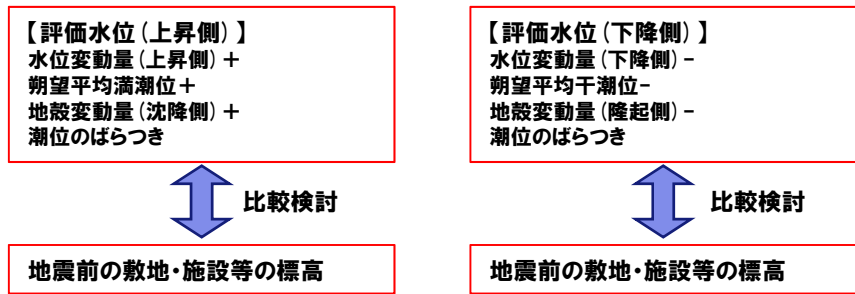 【評価水位(上昇側)】
水位変動量(上昇側)+
朔望平均満潮位+
地殻変動量(沈降側)+
潮位のばらつき
比較検討
地震前の敷地・施設等の標高
【評価水位(下降側)】
水位変動量(下降側)-
朔望平均干潮位-
地殻変動量(隆起側)-
潮位のばらつき
比較検討
地震前の敷地・施設等の標高